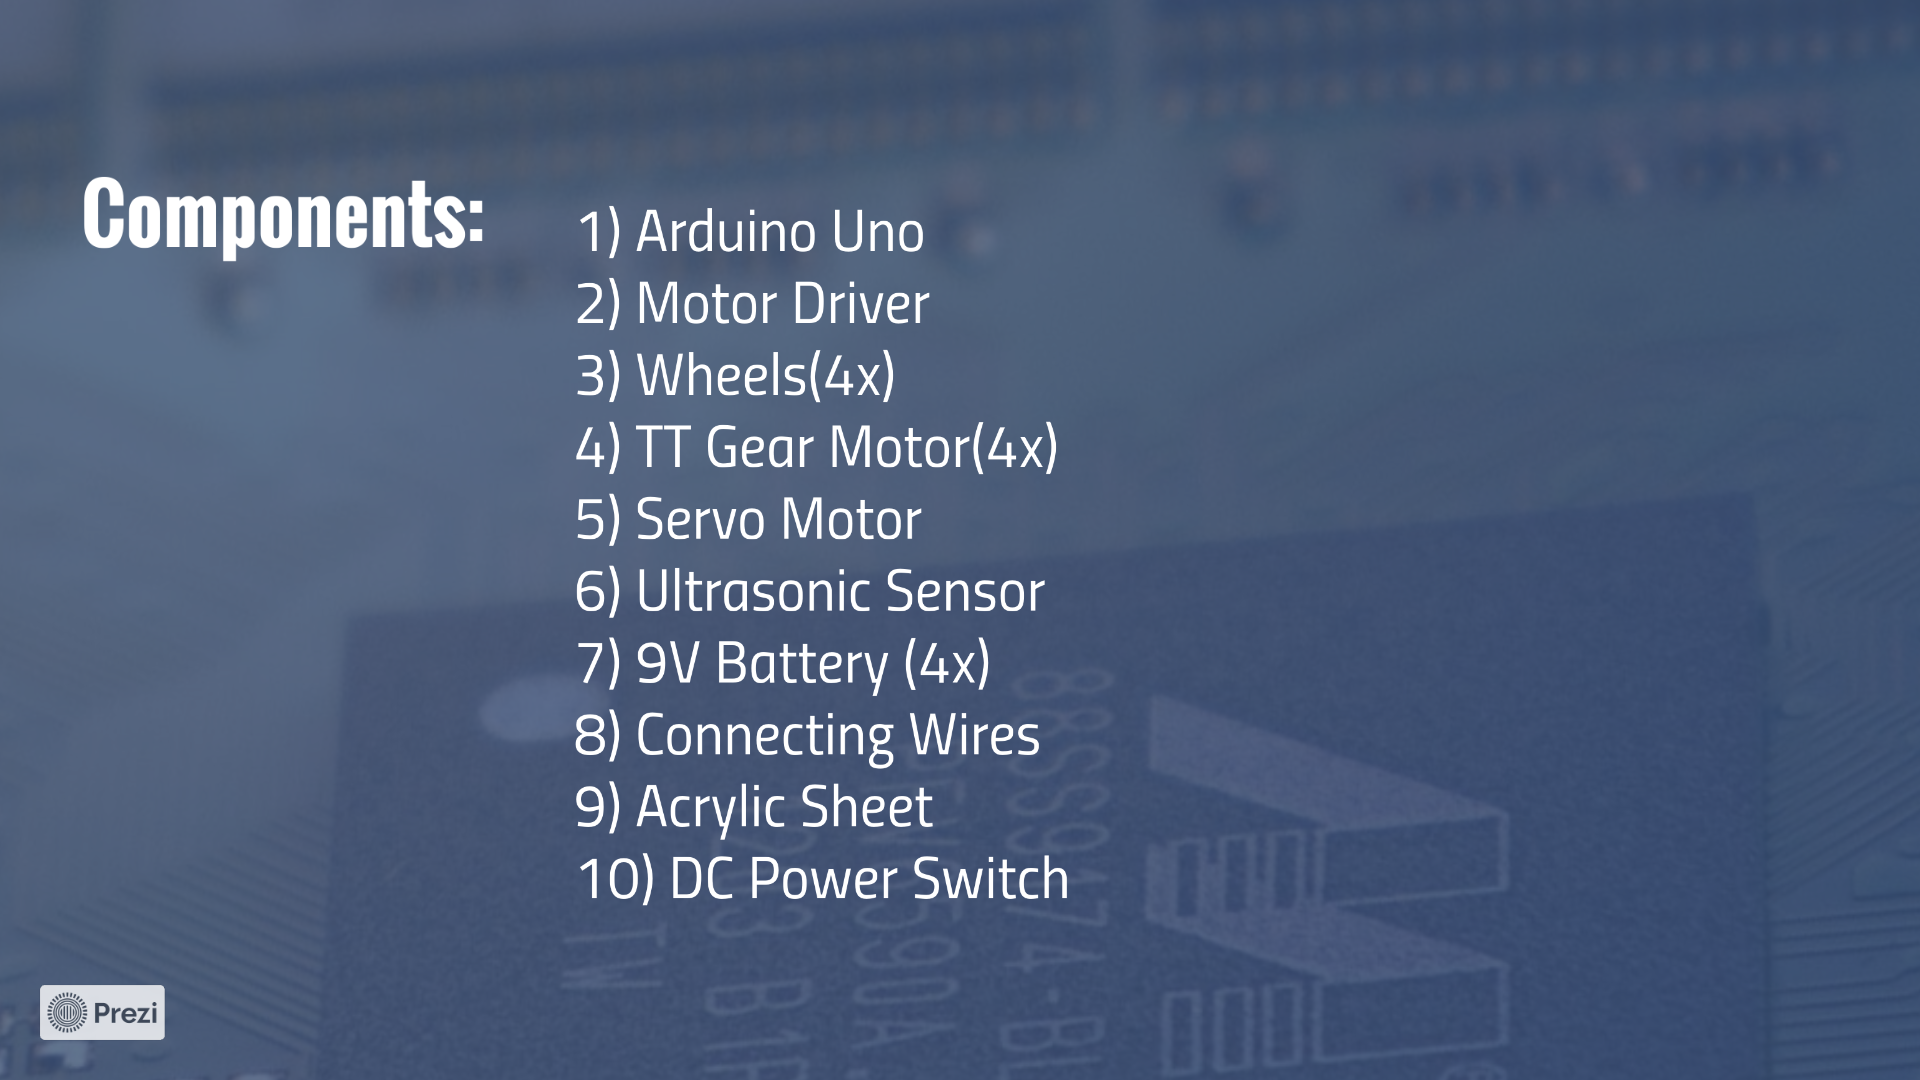 Components:
1) Arduino Uno
2) Motor Driver
3) Wheels(4x)
4) TT Gear Motor(4x)
5) Servo Motor
6) Ultrasonic Sensor
7) 9V Battery (4x)
8) Connecting Wires
9) Acrylic Sheet
10) DC Power Switch
Prezi